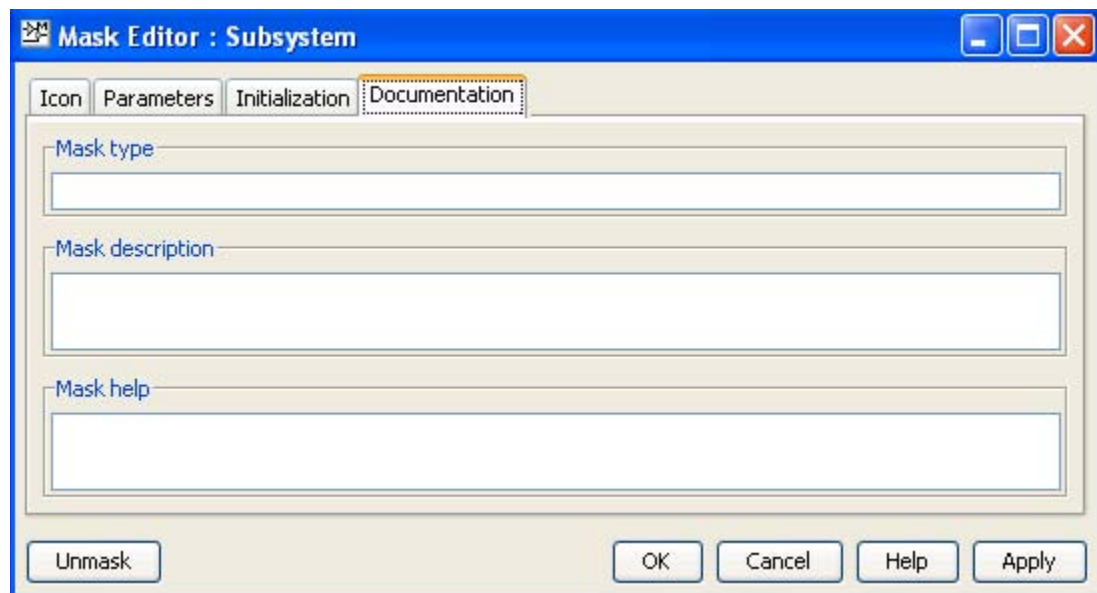 Mask Editor : Subsystem
Icon Parameters Initialization Documentation
Mask type
Mask description
Mask help
Unmask OK Cancel Help Apply